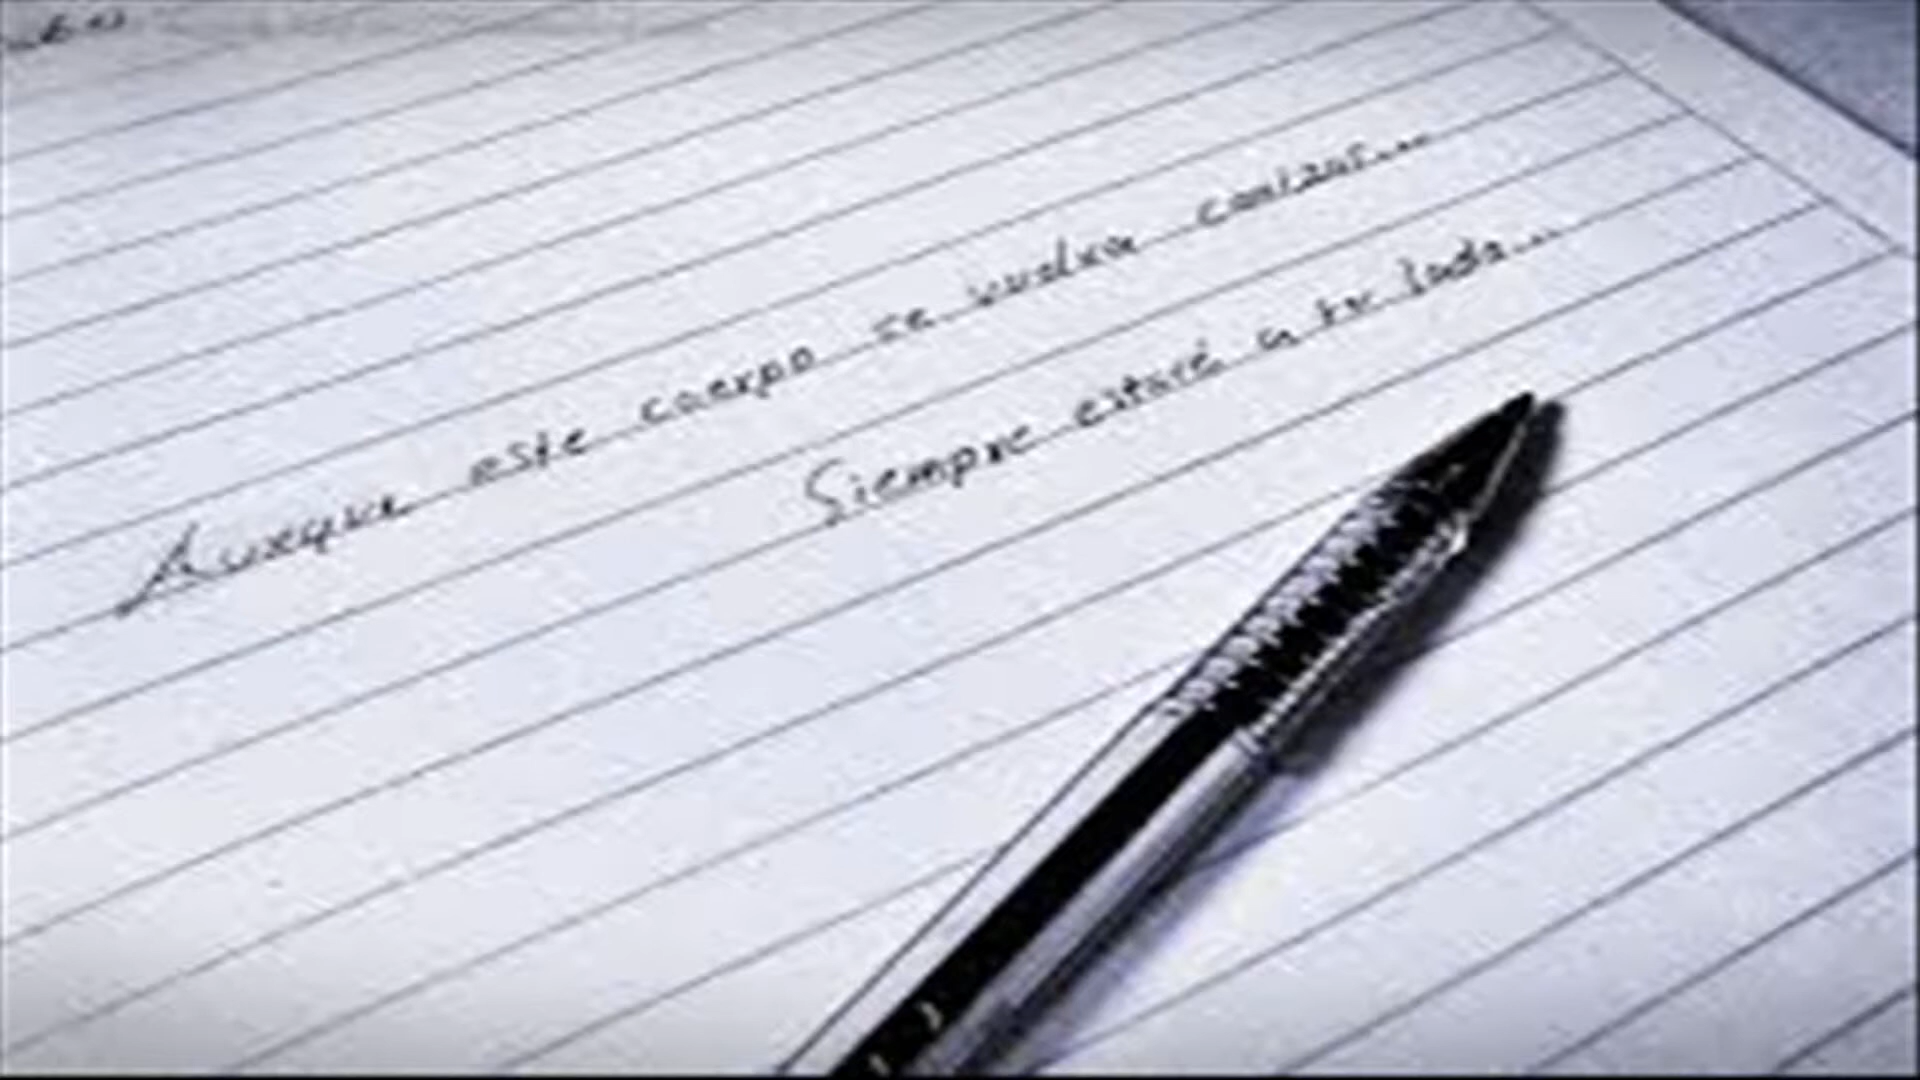 Aunque este cuerpo se vuelva cenizas...
Siempre estaré a tu lado...